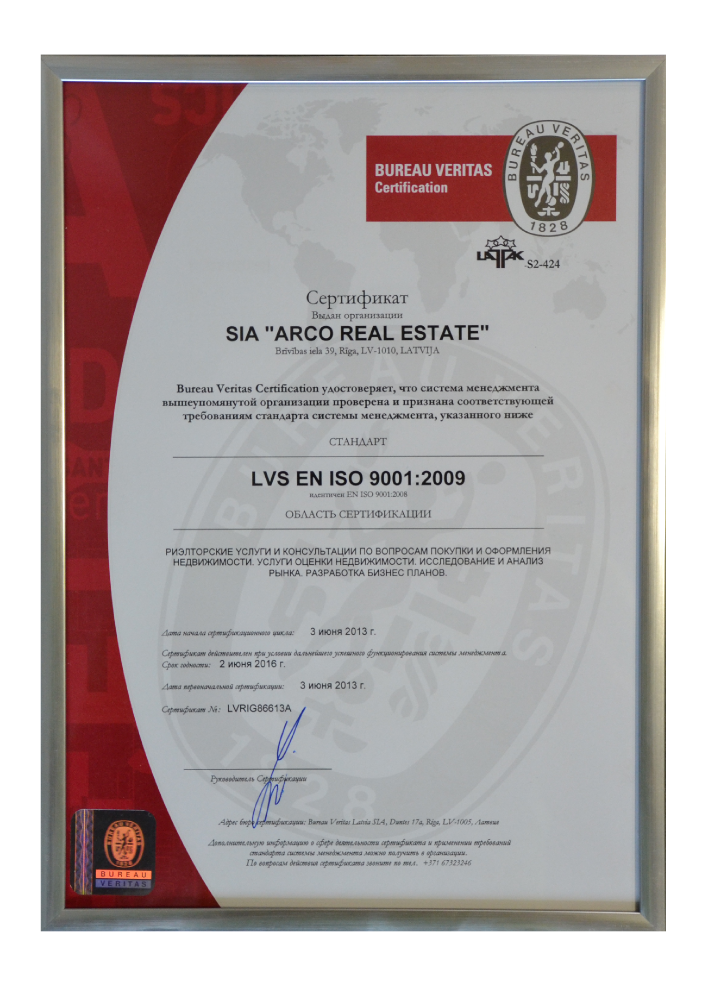 BUREAU VERITAS
Certification
BUREAU VERITAS
1828
LATAK S2-424
Сертификат
Выдан организации
SIA "ARCO REAL ESTATE"
Brīvības iela 39, Rīga, LV-1010, LATVIJA
Bureau Veritas Certification удостоверяет, что система менеджмента
вышеупомянутой организации проверена и признана соответствующей
требованиям стандарта системы менеджмента, указанного ниже
СТАНДАРТ
LVS EN ISO 9001:2009
идентичен EN ISO 9001:2008
ОБЛАСТЬ СЕРТИФИКАЦИИ
РИЭЛТОРСКИЕ УСЛУГИ И КОНСУЛЬТАЦИИ ПО ВОПРОСАМ ПОКУПКИ И ОФОРМЛЕНИЯ
НЕДВИЖИМОСТИ. УСЛУГИ ОЦЕНКИ НЕДВИЖИМОСТИ. ИССЛЕДОВАНИЕ И АНАЛИЗ
РЫНКА. РАЗРАБОТКА БИЗНЕС ПЛАНОВ.
Дата начала сертификационного цикла: 3 июня 2013 г.
Сертификат действителен при условии дальнейшего успешного функционирования системы менеджмента.
Срок годности: 2 июня 2016 г.
Дата первоначальной сертификации: 3 июня 2013 г.
Сертификат №: LVRIG86613A
Руководитель Сертификации
Адрес бюро сертификации: Bureau Veritas Latvia SIA, Duntes 17a, Rīga, LV-1005, Латвия
Дополнительную информацию о сфере деятельности сертификата и применении требований
стандарта системы менеджмента можно получить в организации.
По вопросам действия сертификата звоните по тел. +371 67323246
BUREAU VERITAS
1828
BUREAU
VERITAS